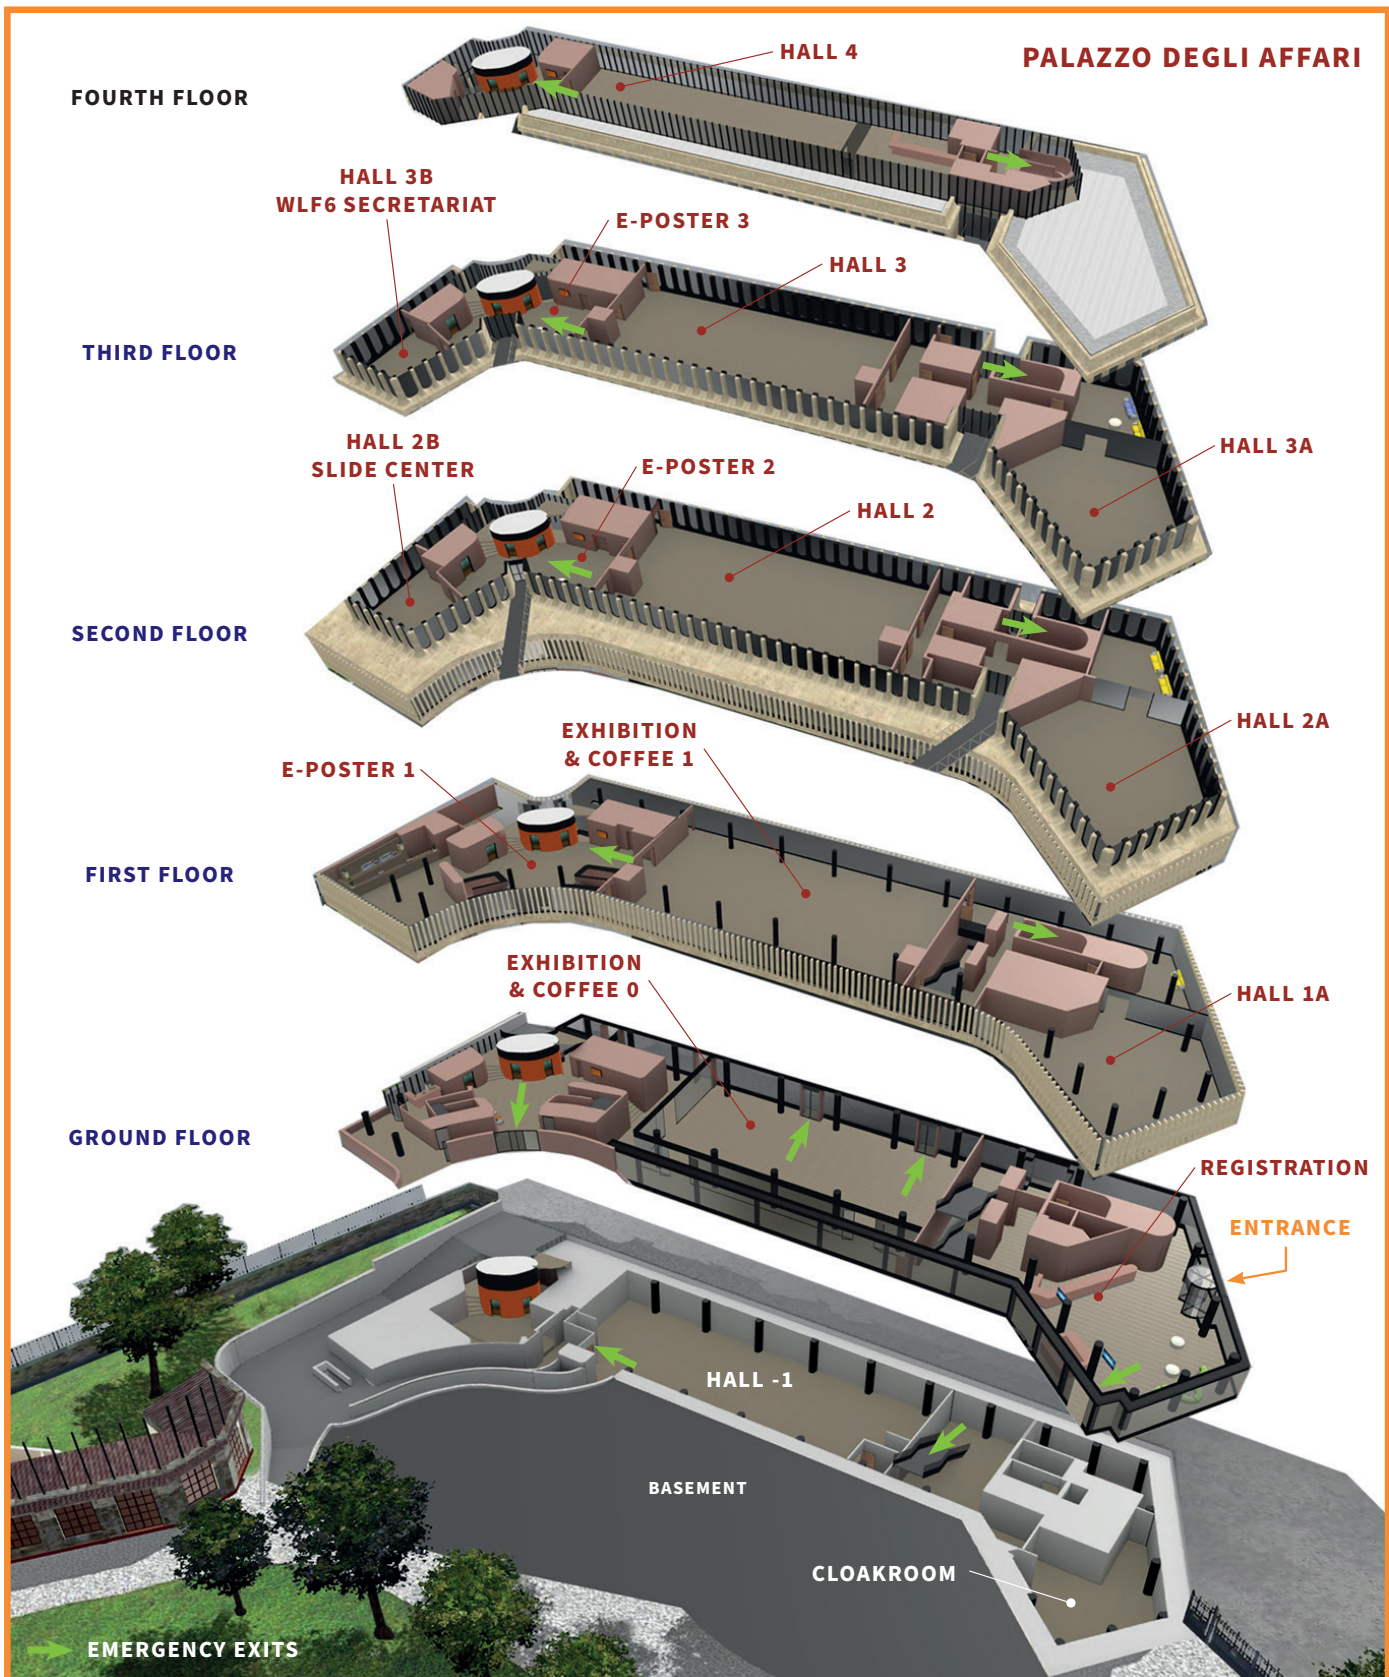 PALAZZO DEGLI AFFARI
HALL 4
FOURTH FLOOR
HALL 3B
WLF6 SECRETARIAT
E-POSTER 3
HALL 3
THIRD FLOOR
HALL 3A
HALL 2B
SLIDE CENTER
E-POSTER 2
HALL 2
SECOND FLOOR
HALL 2A
EXHIBITION
& COFFEE 1
E-POSTER 1
FIRST FLOOR
EXHIBITION
& COFFEE 0
HALL 1A
GROUND FLOOR
REGISTRATION
ENTRANCE
HALL -1
BASEMENT
CLOAKROOM
EMERGENCY EXITS